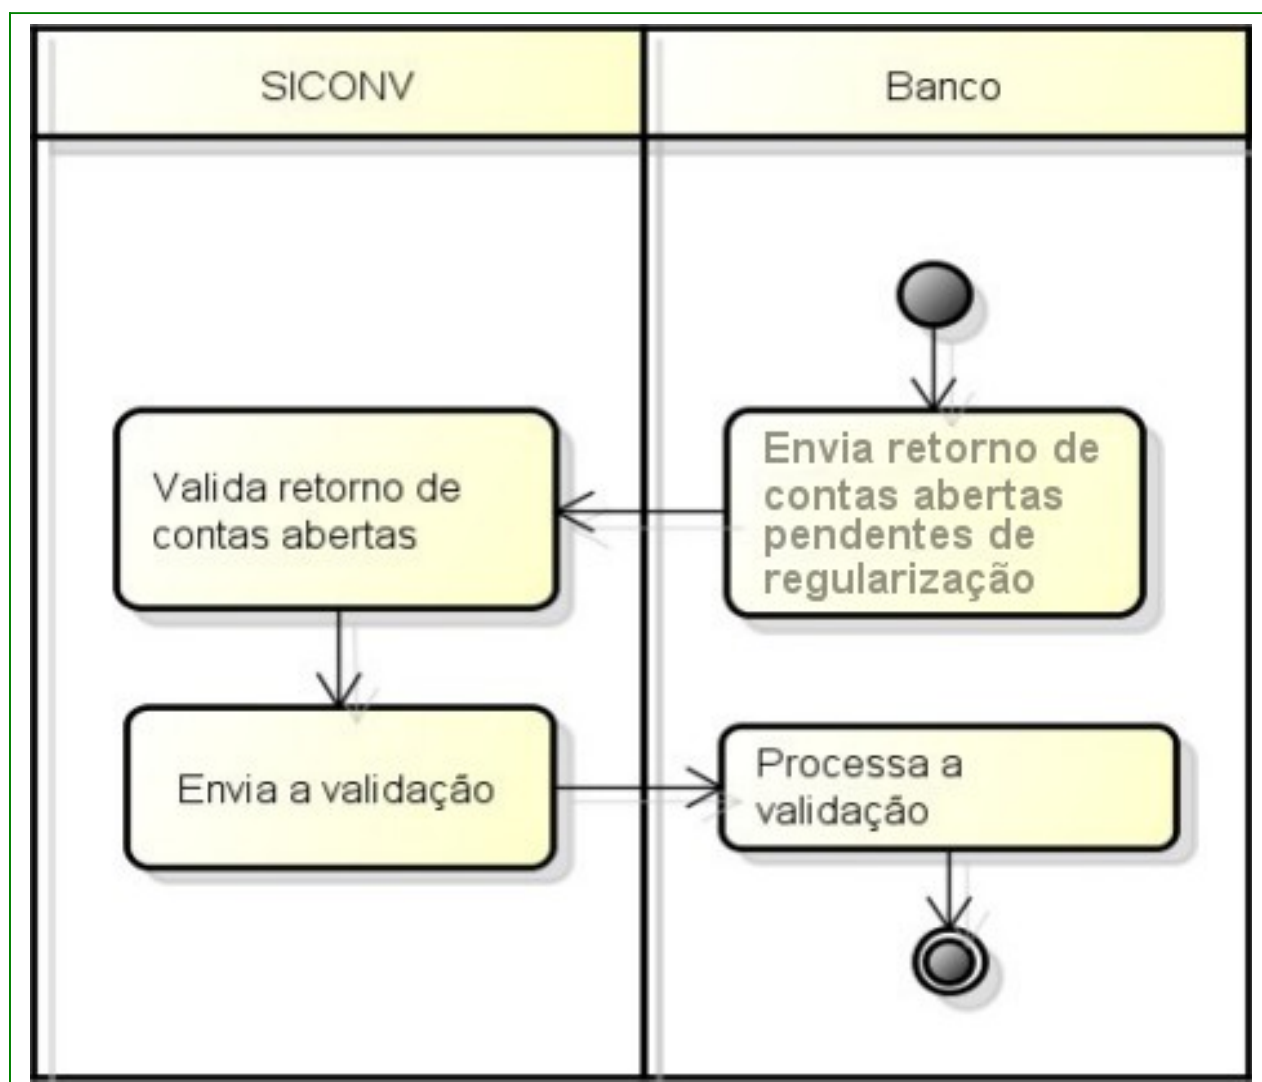 SICONV
Banco
Envia retorno de
contas abertas
pendentes de
regularização
Valida retorno de
contas abertas
Envia a validação
Processa a
validação